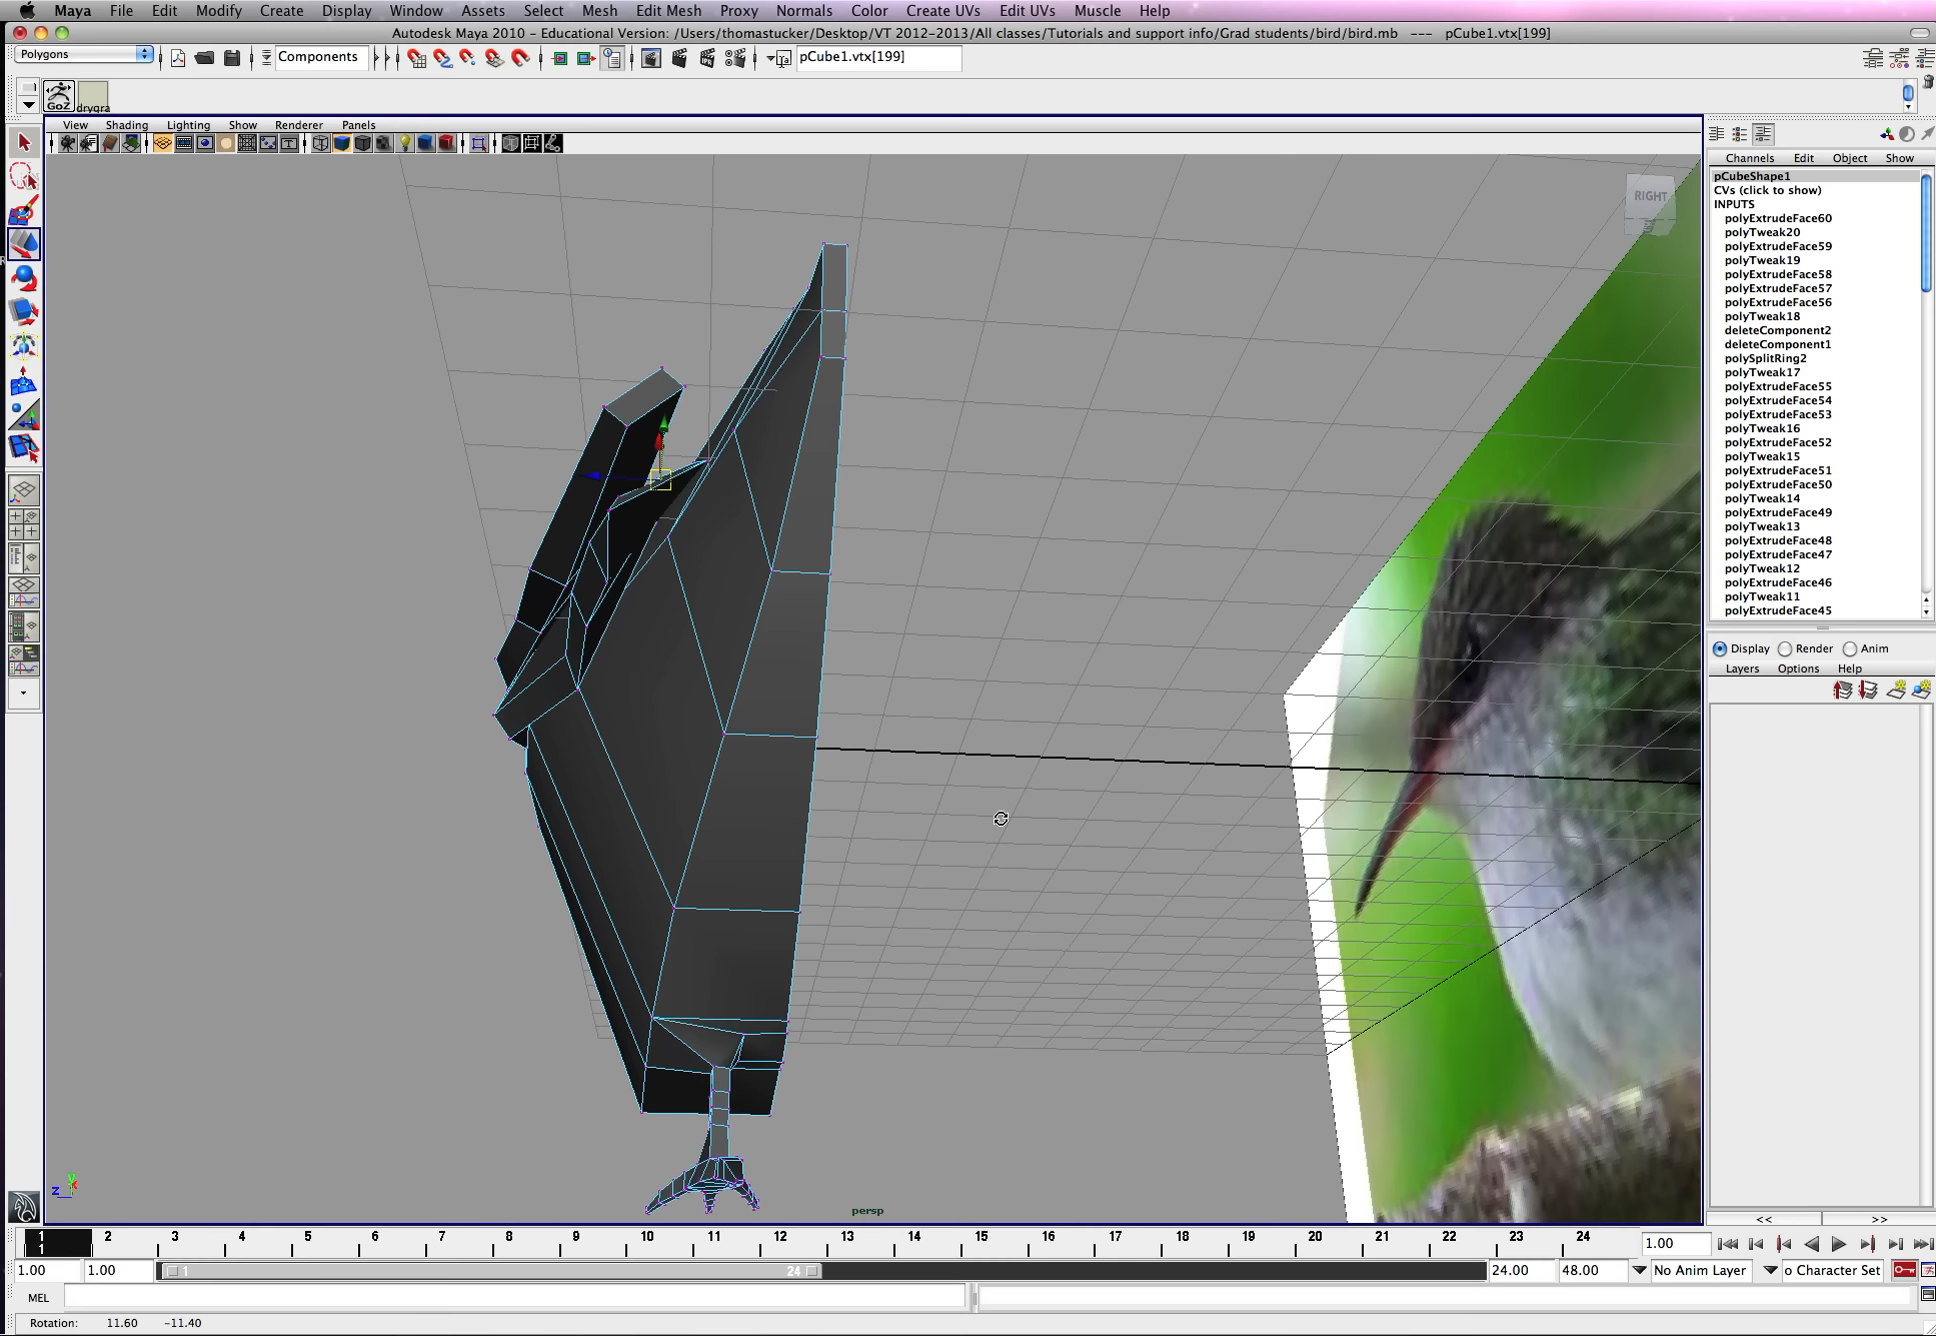 Maya File Edit Modify Create Display Window Assets Select Mesh Edit Mesh Proxy Normals Color Create UVs Edit UVs Muscle Help
Autodesk Maya 2010 - Educational Version: /Users/thomastucker/Desktop/VT 2012-2013/All classes/Tutorials and support info/Grad students/bird/bird.mb --- pCube1.vtx[199]
Polygons Components pCube1.vtx[199]
GoZ
View Shading Lighting Show Renderer Panels
RIGHT
Channels Edit Object Show
pCubeShape1
CVs (click to show)
INPUTS
polyExtrudeFace60
polyTweak20
polyExtrudeFace59
polyTweak19
polyExtrudeFace58
polyExtrudeFace57
polyExtrudeFace56
polyTweak18
deleteComponent2
deleteComponent1
polySplitRing2
polyTweak17
polyExtrudeFace55
polyExtrudeFace54
polyExtrudeFace53
polyTweak16
polyExtrudeFace52
polyTweak15
polyExtrudeFace51
polyExtrudeFace50
polyTweak14
polyExtrudeFace49
polyTweak13
polyExtrudeFace48
polyExtrudeFace47
polyTweak12
polyExtrudeFace46
polyTweak11
polyExtrudeFace45
Display Render Anim
Layers Options Help
z y x
persp
<< >>
1 2 3 4 5 6 7 8 9 10 11 12 13 14 15 16 17 18 19 20 21 22 23 24
1 1.00
1.00 1.00 1 24 24.00 48.00 No Anim Layer o Character Set
MEL
Rotation: 11.60 -11.40